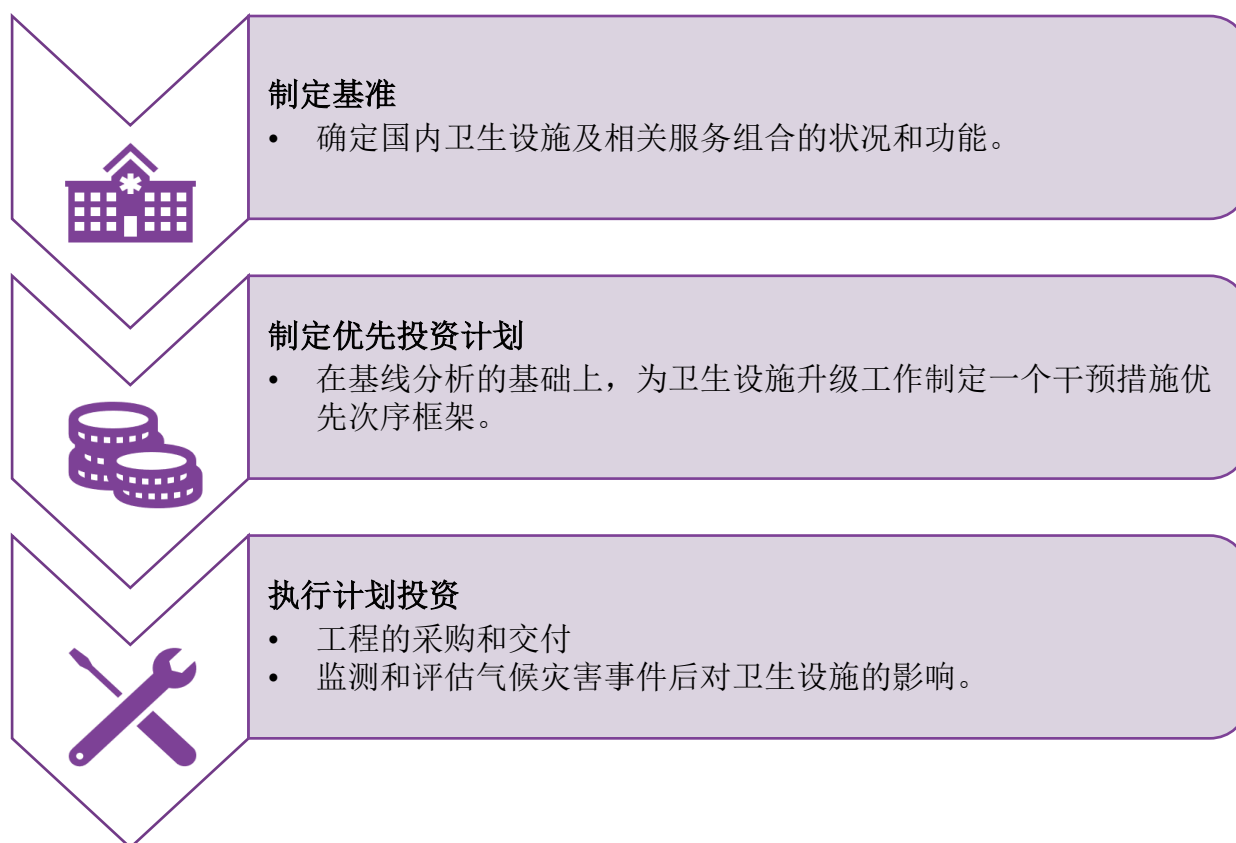 制定基准
• 确定国内卫生设施及相关服务组合的状况和功能。
制定优先投资计划
• 在基线分析的基础上，为卫生设施升级工作制定一个干预措施优
先次序框架。
执行计划投资
• 工程的采购和交付
• 监测和评估气候灾害事件后对卫生设施的影响。